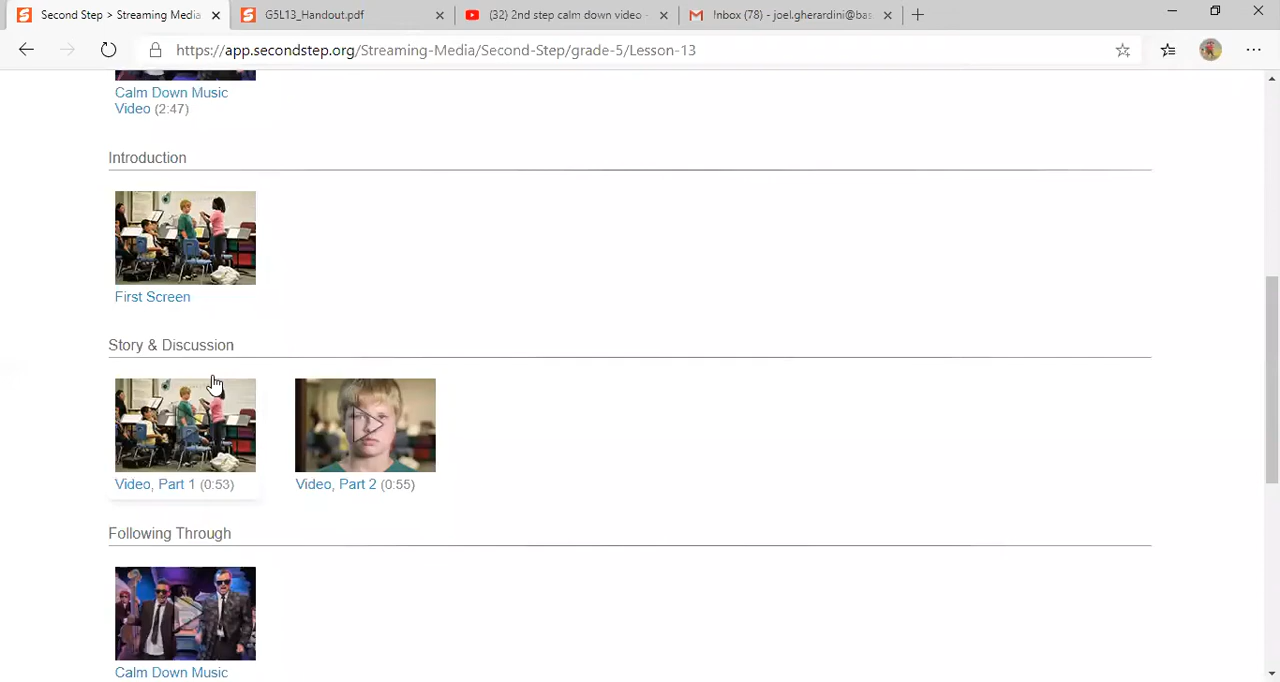 Second Step > Streaming Media
G5L13_Handout.pdf
(32) 2nd step calm down video -
Inbox (78) - joel.gherardini@bas
https://app.secondstep.org/Streaming-Media/Second-Step/grade-5/Lesson-13
Calm Down Music
Video (2:47)
Introduction
First Screen
Story & Discussion
Video, Part 1 (0:53)
Video, Part 2 (0:55)
Following Through
Calm Down Music